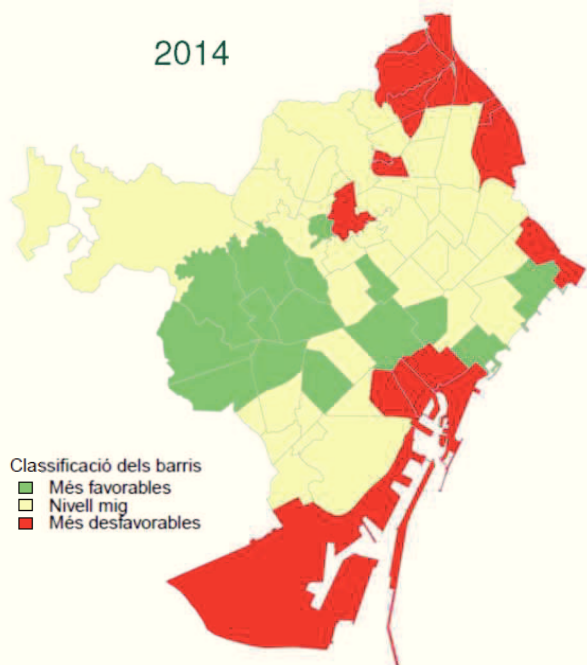 2014
Classificació dels barris
Més favorables
Nivell mig
Més desfavorables